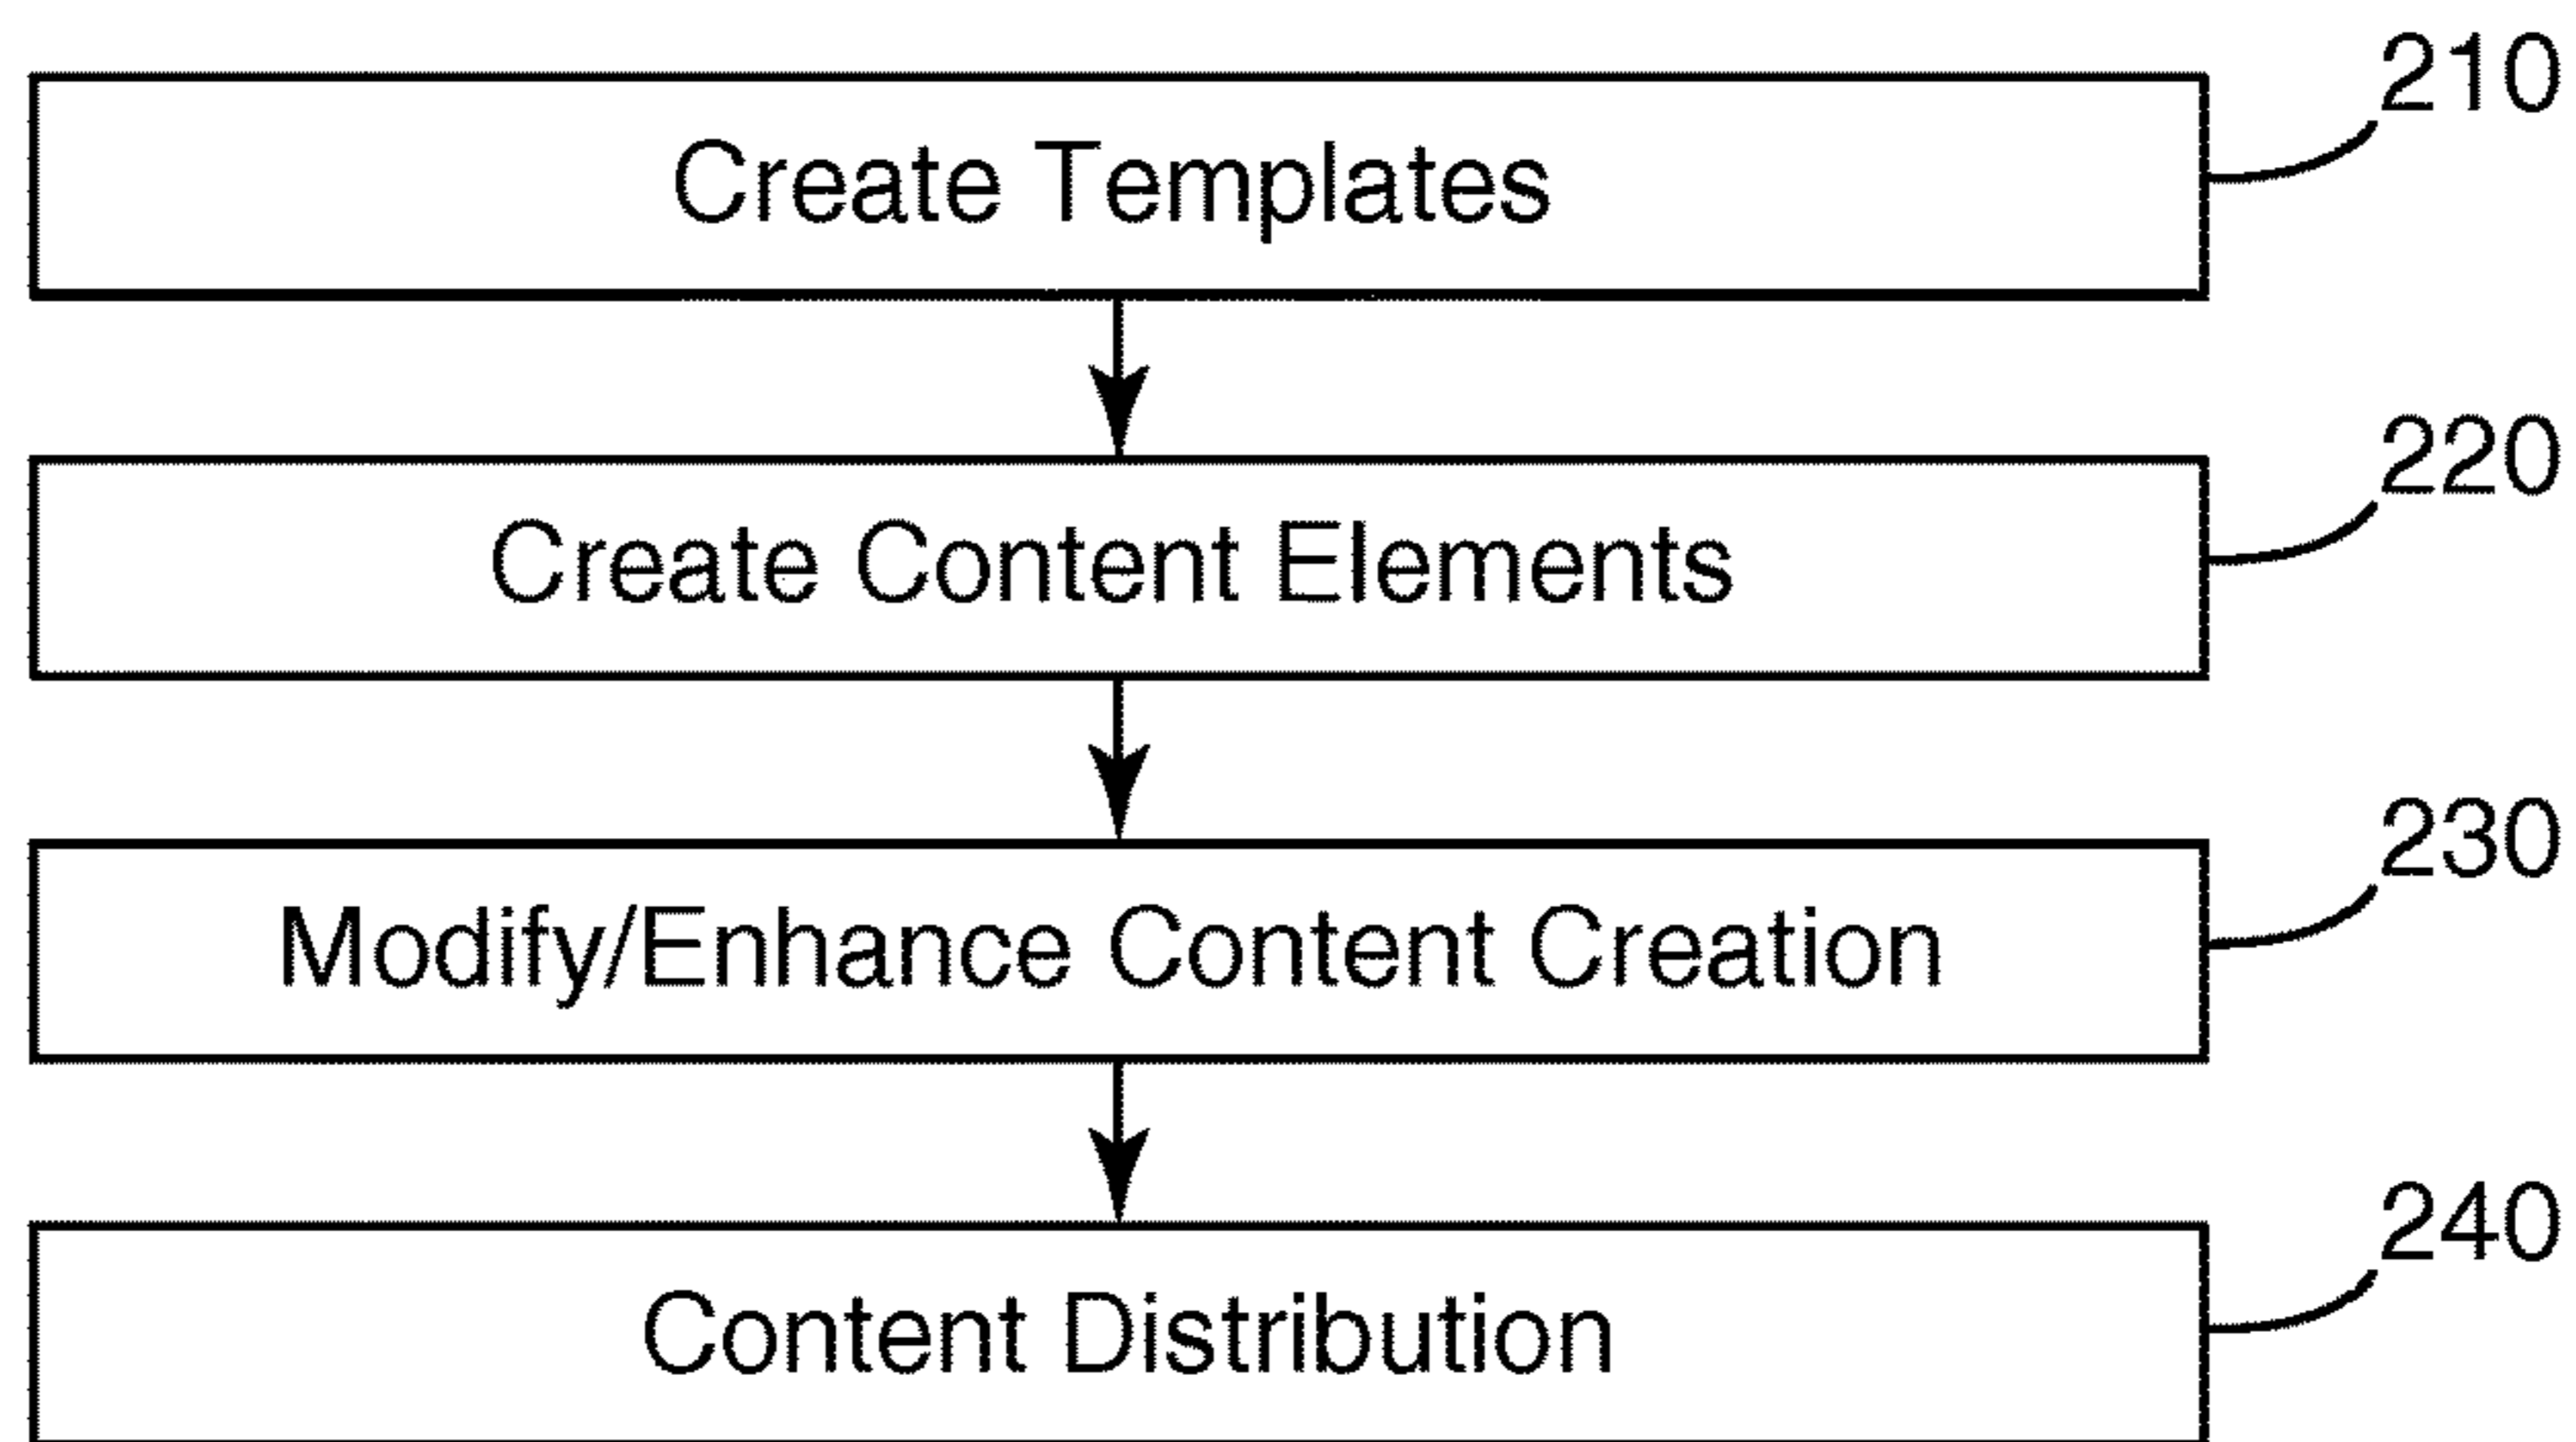 210
Create Templates
220
Create Content Elements
230
Modify/Enhance Content Creation
240
Content Distribution